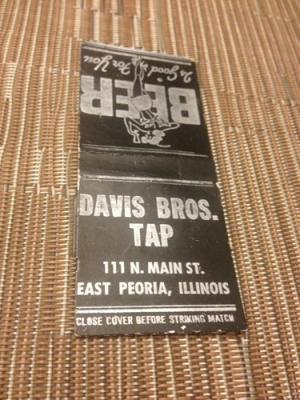 BEER
Is good For You
DAVIS BROS.
TAP
111 N. MAIN ST.
EAST PEORIA, ILLINOIS
CLOSE COVER BEFORE STRIKING MATCH